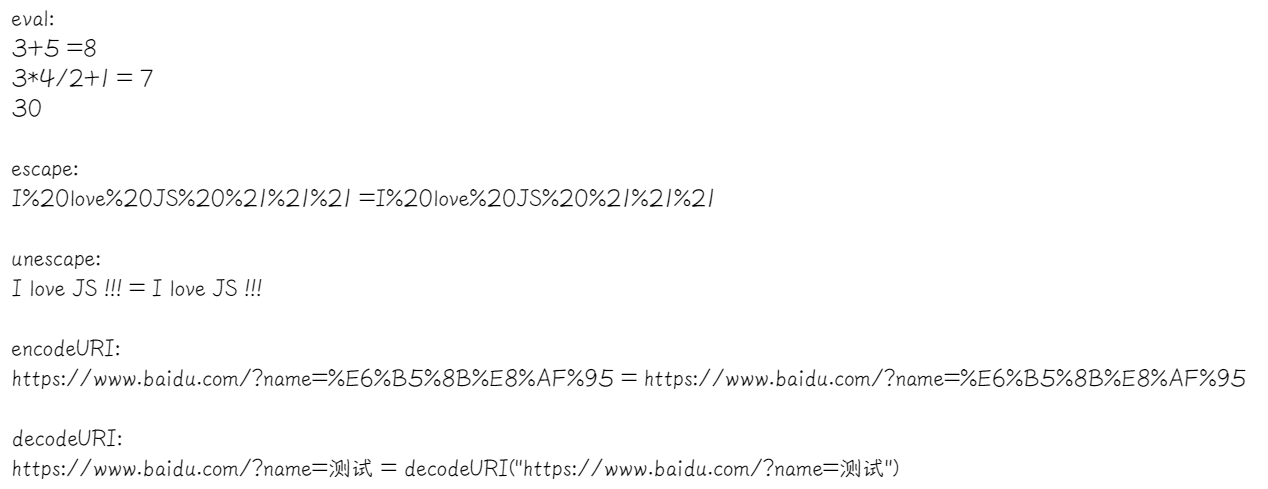 eval:
3+5 =8
3*4/2+1 = 7
30
escape:
I%20love%20JS%20%21%21%21 =I%20love%20JS%20%21%21%21
unescape:
I love JS !!! = I love JS !!!
encodeURI:
https://www.baidu.com/?name=%E6%B5%8B%E8%AF%95 = https://www.baidu.com/?name=%E6%B5%8B%E8%AF%95
decodeURI:
https://www.baidu.com/?name=测试 = decodeURI("https://www.baidu.com/?name=测试")